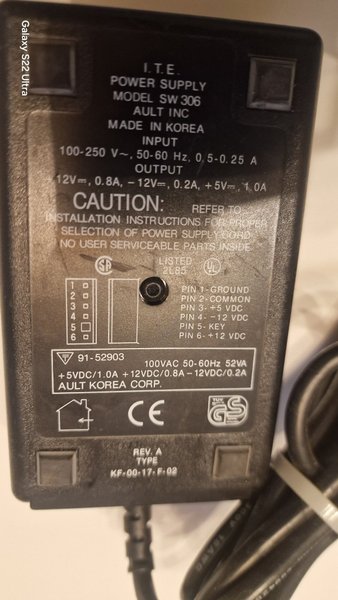 I.T.E.
POWER SUPPLY
MODEL SW 306
AULT INC
MADE IN KOREA
INPUT
100-250 V~, 50-60 Hz, 0.5-0.25 A
OUTPUT
+12V⎓, 0.8A, −12V⎓, 0.2A, +5V⎓, 1.0A
CAUTION: REFER TO
INSTALLATION INSTRUCTIONS FOR PROPER
SELECTION OF POWER SUPPLY CORD
NO USER SERVICEABLE PARTS INSIDE
LISTED
2L85
UL
1
2
3
4
5
6
PIN 1- GROUND
PIN 2- COMMON
PIN 3- +5 VDC
PIN 4- -12 VDC
PIN 5- KEY
PIN 6- +12 VDC
91-52903 100VAC 50-60Hz 52VA
+5VDC/1.0A +12VDC/0.8A -12VDC/0.2A
AULT KOREA CORP.
CE
TUV
GS
REV. A
TYPE
KF-00-17-F-02
Galaxy S22 Ultra